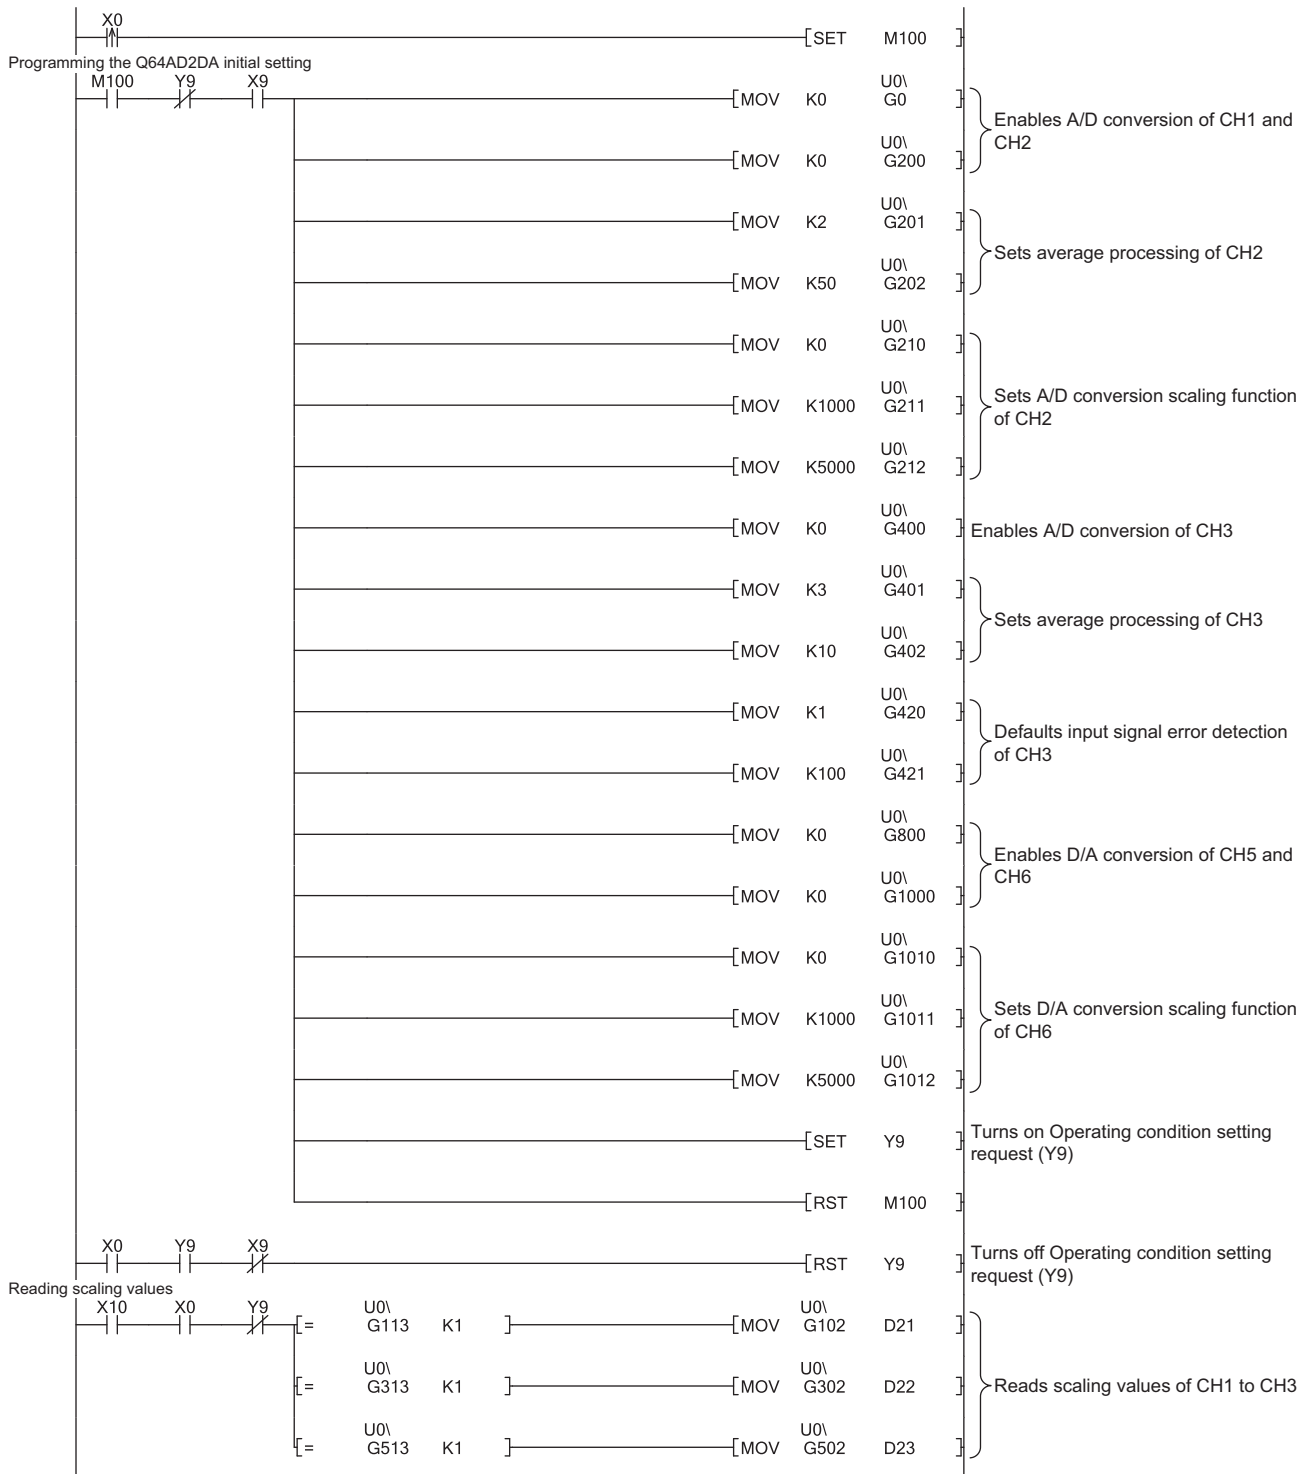 X0
[SET M100 ]
Programming the Q64AD2DA initial setting
M100 Y9 X9
U0\
[MOV K0 G0 ]
Enables A/D conversion of CH1 and
CH2
U0\
[MOV K0 G200 ]
U0\
[MOV K2 G201 ]
Sets average processing of CH2
U0\
[MOV K50 G202 ]
U0\
[MOV K0 G210 ]
U0\
[MOV K1000 G211 ]
Sets A/D conversion scaling function
of CH2
U0\
[MOV K5000 G212 ]
U0\
[MOV K0 G400 ]
Enables A/D conversion of CH3
U0\
[MOV K3 G401 ]
Sets average processing of CH3
U0\
[MOV K10 G402 ]
U0\
[MOV K1 G420 ]
Defaults input signal error detection
of CH3
U0\
[MOV K100 G421 ]
U0\
[MOV K0 G800 ]
Enables D/A conversion of CH5 and
CH6
U0\
[MOV K0 G1000 ]
U0\
[MOV K0 G1010 ]
U0\
[MOV K1000 G1011 ]
Sets D/A conversion scaling function
of CH6
U0\
[MOV K5000 G1012 ]
[SET Y9 ]
Turns on Operating condition setting
request (Y9)
[RST M100 ]
X0 Y9 X9
[RST Y9 ]
Turns off Operating condition setting
request (Y9)
Reading scaling values
X10 X0 Y9
U0\ U0\
[= G113 K1 ] [MOV G102 D21 ]
U0\ U0\
[= G313 K1 ] [MOV G302 D22 ]
Reads scaling values of CH1 to CH3
U0\ U0\
[= G513 K1 ] [MOV G502 D23 ]